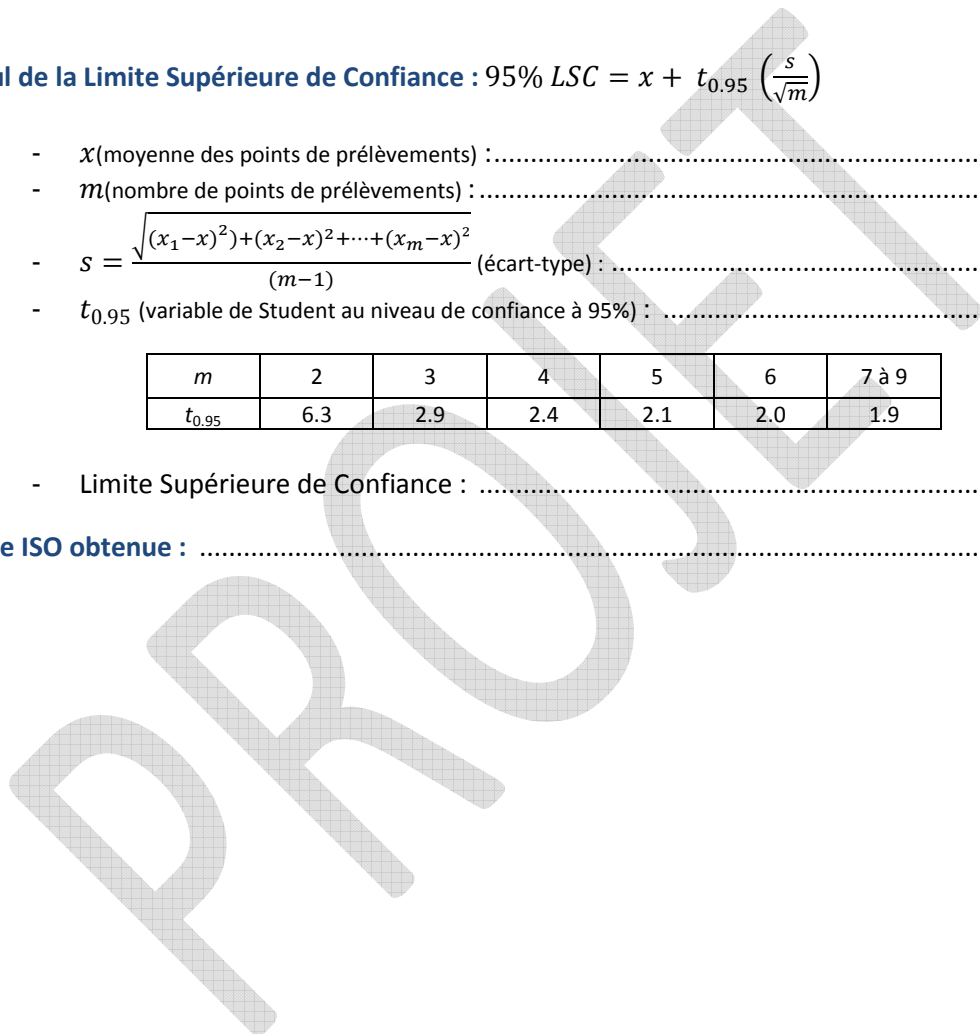 ul de la Limite Supérieure de Confiance : 95% LSC = x + t₀.₉₅ (s/√m)
- x(moyenne des points de prélèvements) :..........................................................................................
- m(nombre de points de prélèvements) :..........................................................................................
- s = √((x₁−x)²)+(x₂−x)²+⋯+(xₘ−x)² / (m−1) (écart-type) : ..................................................................
- t₀.₉₅ (variable de Student au niveau de confiance à 95%) : ..................................................
m 2 3 4 5 6 7 à 9
t₀.₉₅ 6.3 2.9 2.4 2.1 2.0 1.9
- Limite Supérieure de Confiance : ..........................................................................................
e ISO obtenue : ..........................................................................................
PROJET